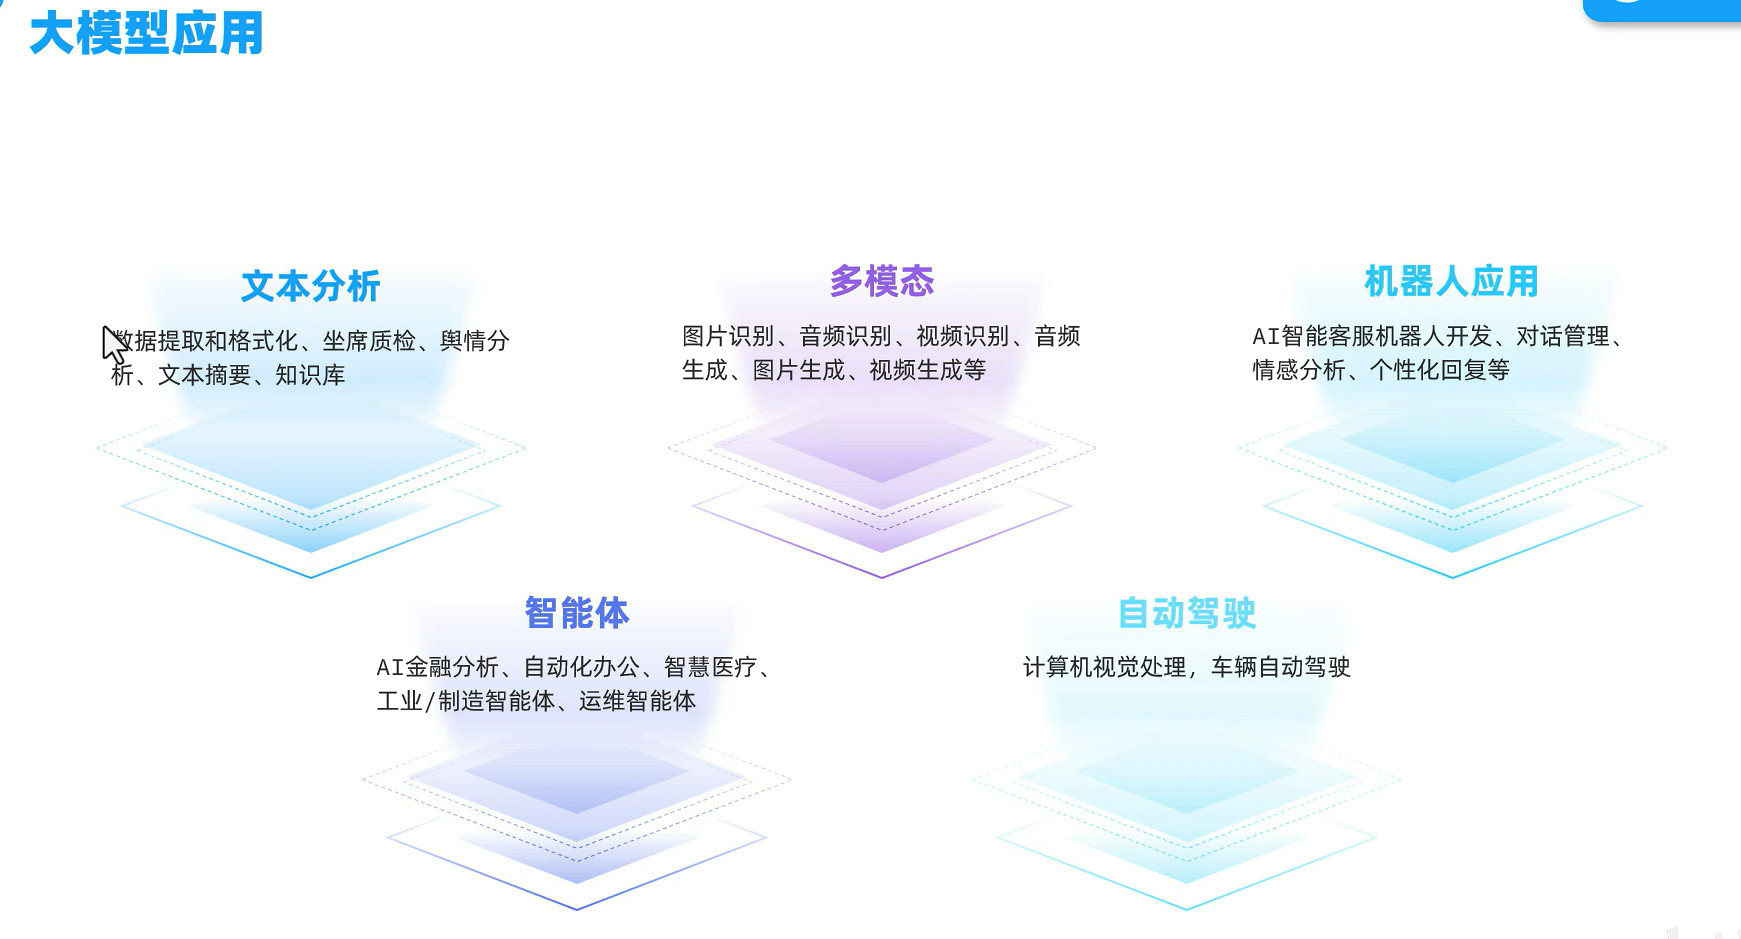 大模型应用
文本分析
数据提取和格式化、坐席质检、舆情分
析、文本摘要、知识库
多模态
图片识别、音频识别、视频识别、音频
生成、图片生成、视频生成等
机器人应用
AI智能客服机器人开发、对话管理、
情感分析、个性化回复等
智能体
AI金融分析、自动化办公、智慧医疗、
工业/制造智能体、运维智能体
自动驾驶
计算机视觉处理，车辆自动驾驶